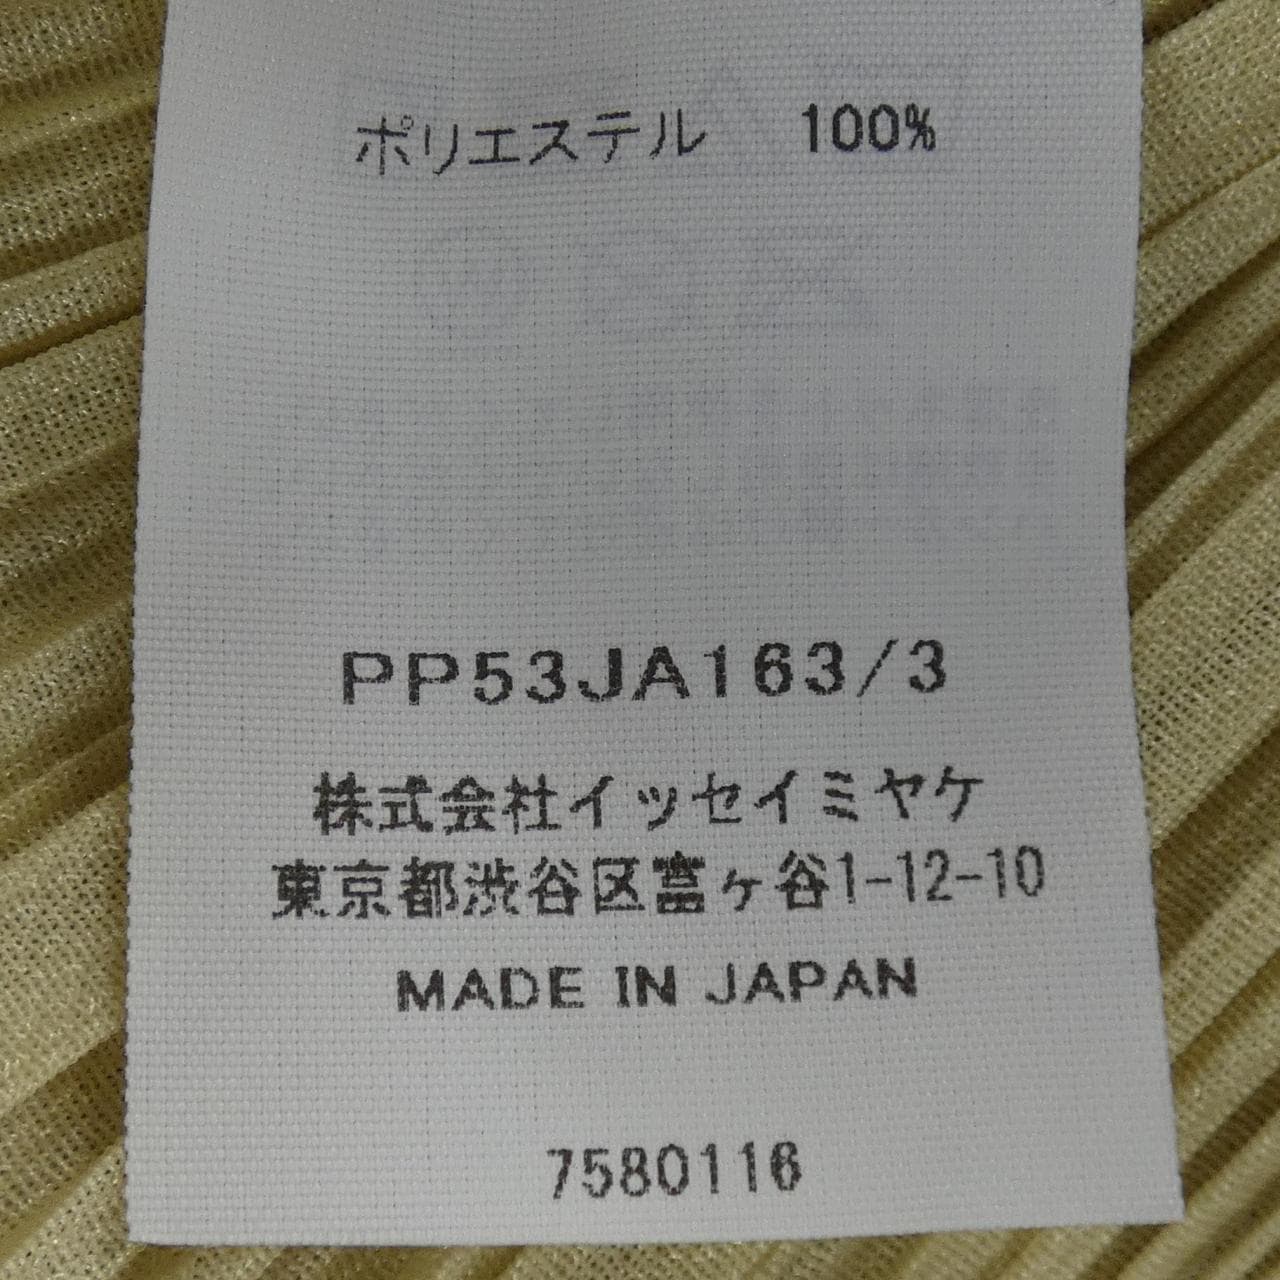 ポリエステル 100%
PP53JA163/3
株式会社イッセイミヤケ
東京都渋谷区富ヶ谷1-12-10
MADE IN JAPAN
7580116